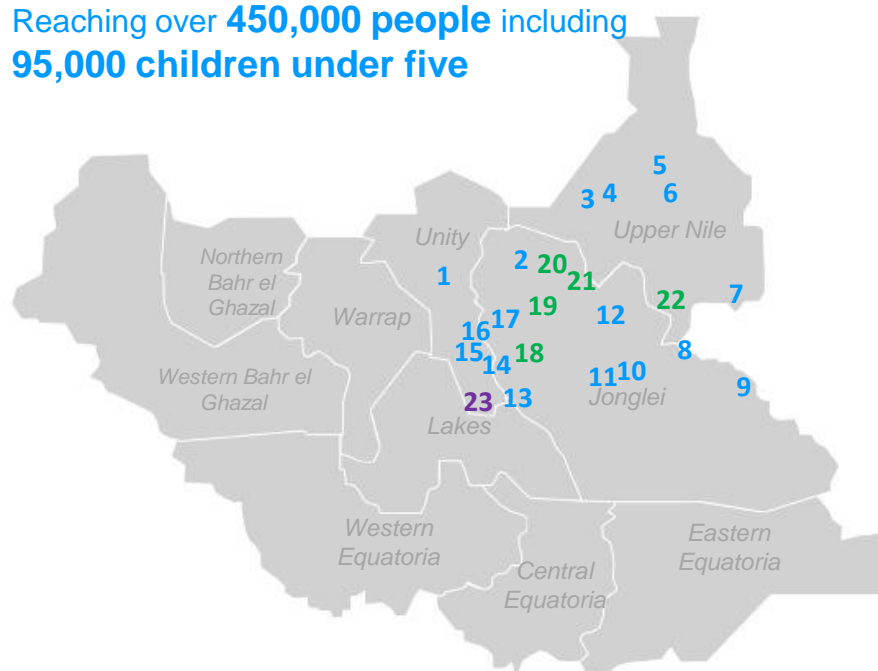 Reaching over 450,000 people including
95,000 children under five
5
3
4
6
Upper Nile
Unity
Northern
Bahr el
Ghazal
2
20
1
21
7
22
19
12
17
Warrap
16
15
18
8
14
11
10
9
Western Bahr el
Ghazal
Jonglei
23
13
Lakes
Western
Equatoria
Eastern
Equatoria
Central
Equatoria